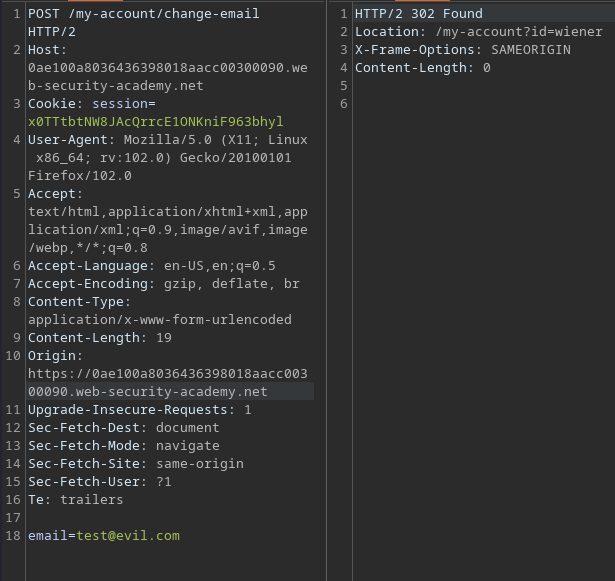 1 POST /my-account/change-email
HTTP/2
2 Host:
0ae100a8036436398018aacc00300090.we
b-security-academy.net
3 Cookie: session=
x0TTtbtNW8JAcQrrcE1ONKniF963bhyl
4 User-Agent: Mozilla/5.0 (X11; Linux
x86_64; rv:102.0) Gecko/20100101
Firefox/102.0
5 Accept:
text/html,application/xhtml+xml,app
lication/xml;q=0.9,image/avif,image
/webp,*/*;q=0.8
6 Accept-Language: en-US,en;q=0.5
7 Accept-Encoding: gzip, deflate, br
8 Content-Type:
application/x-www-form-urlencoded
9 Content-Length: 19
10 Origin:
https://0ae100a8036436398018aacc003
00090.web-security-academy.net
11 Upgrade-Insecure-Requests: 1
12 Sec-Fetch-Dest: document
13 Sec-Fetch-Mode: navigate
14 Sec-Fetch-Site: same-origin
15 Sec-Fetch-User: ?1
16 Te: trailers
17
18 email=test@evil.com
1 HTTP/2 302 Found
2 Location: /my-account?id=wiener
3 X-Frame-Options: SAMEORIGIN
4 Content-Length: 0
5
6